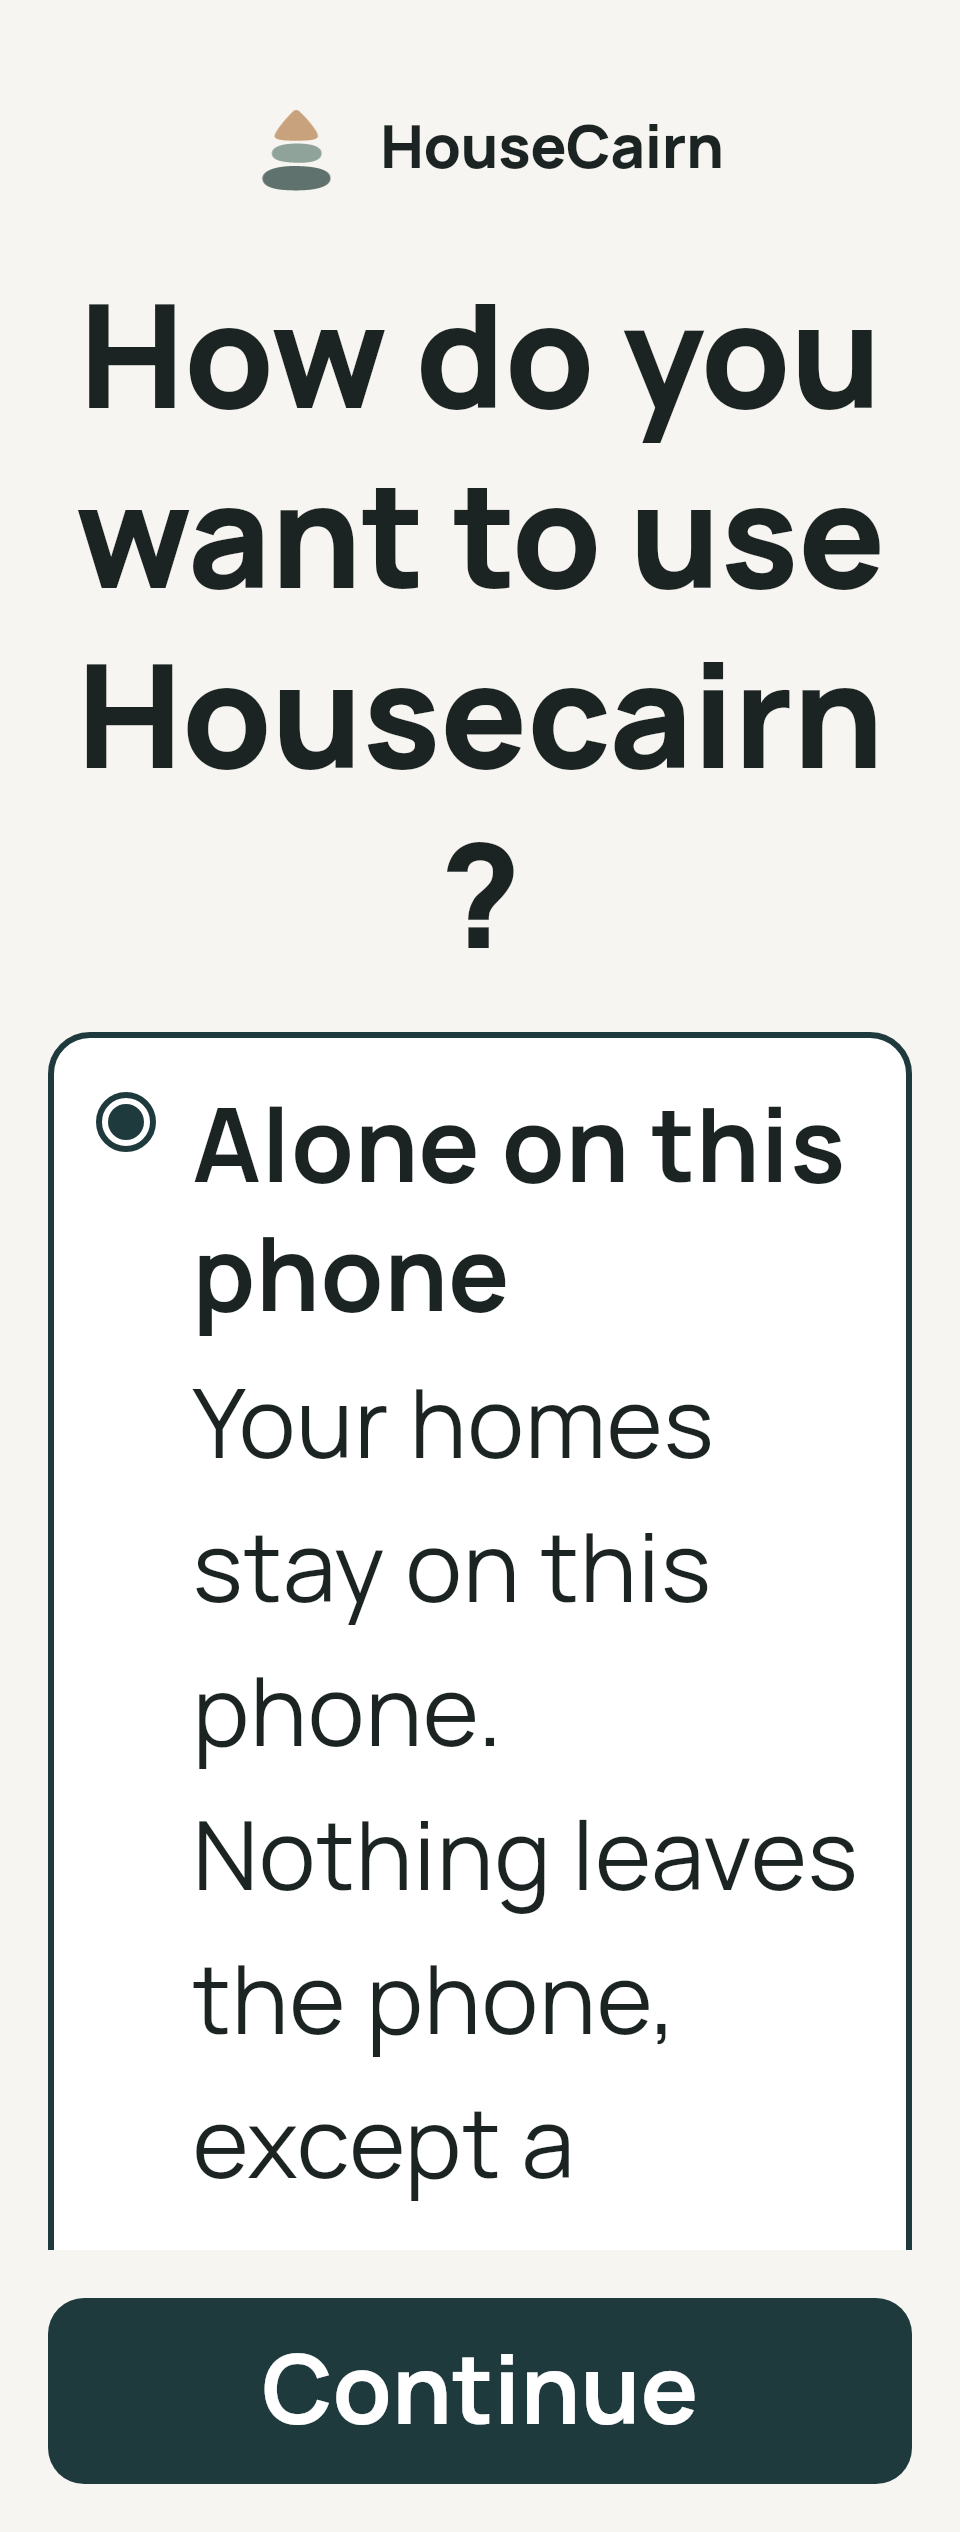 HouseCairn
How do you
want to use
Housecairn
?
Alone on this
phone
Your homes
stay on this
phone.
Nothing leaves
the phone,
except a
Continue